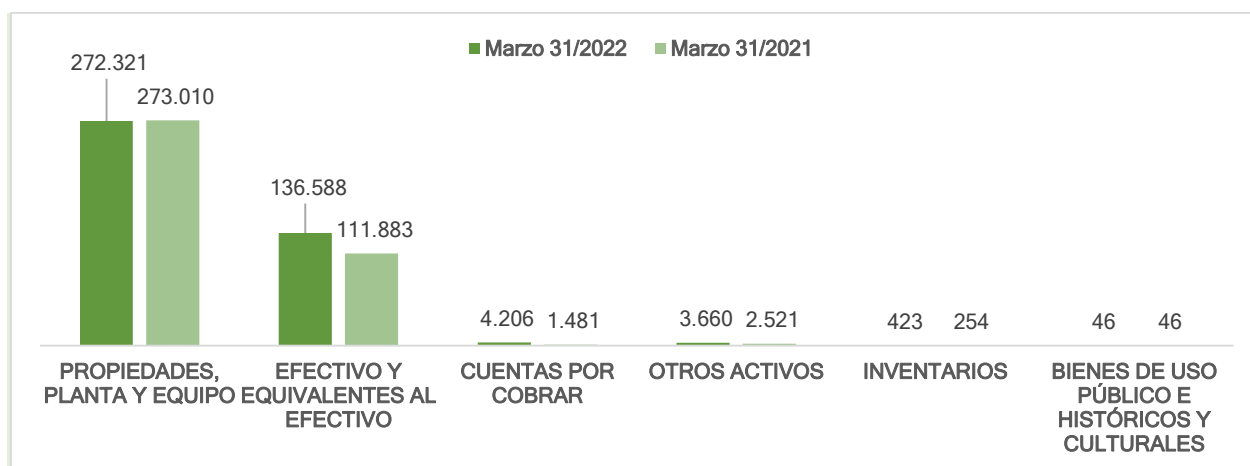 Marzo 31/2022 Marzo 31/2021
272.321
273.010
136.588
111.883
4.206 1.481
3.660 2.521
423 254
46 46
PROPIEDADES,
PLANTA Y EQUIPO
EFECTIVO Y
EQUIVALENTES AL
EFECTIVO
CUENTAS POR
COBRAR
OTROS ACTIVOS
INVENTARIOS
BIENES DE USO
PÚBLICO E
HISTÓRICOS Y
CULTURALES